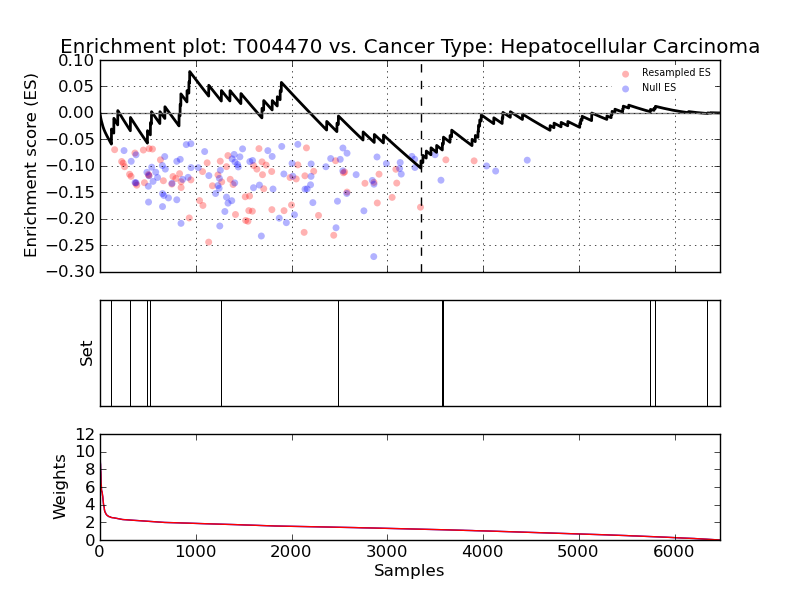 Enrichment plot: T004470 vs. Cancer Type: Hepatocellular Carcinoma
Enrichment score (ES)
0.10
0.05
0.00
−0.05
−0.10
−0.15
−0.20
−0.25
−0.30
Resampled ES
Null ES
Set
Weights
12
10
8
6
4
2
0
0 1000 2000 3000 4000 5000 6000
Samples